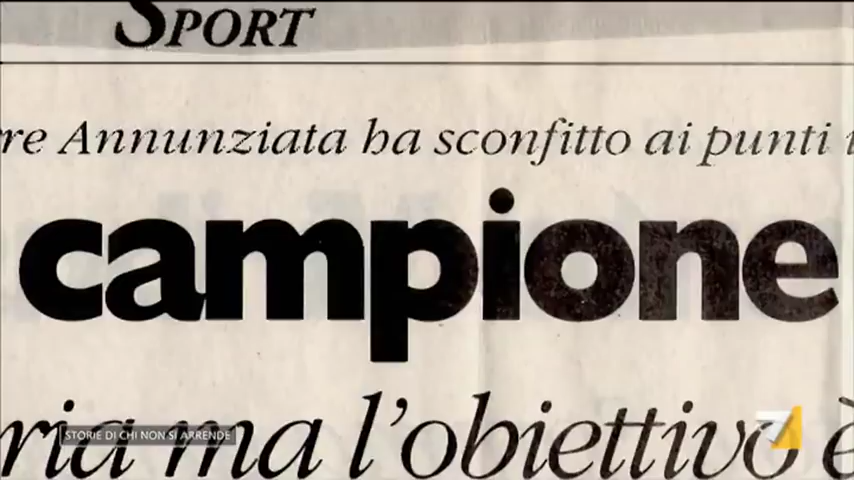 SPORT
re Annunziata ha sconfitto ai punti
campione
ria ma l'obiettivo è
STORIE DI CHI NON SI ARRENDE